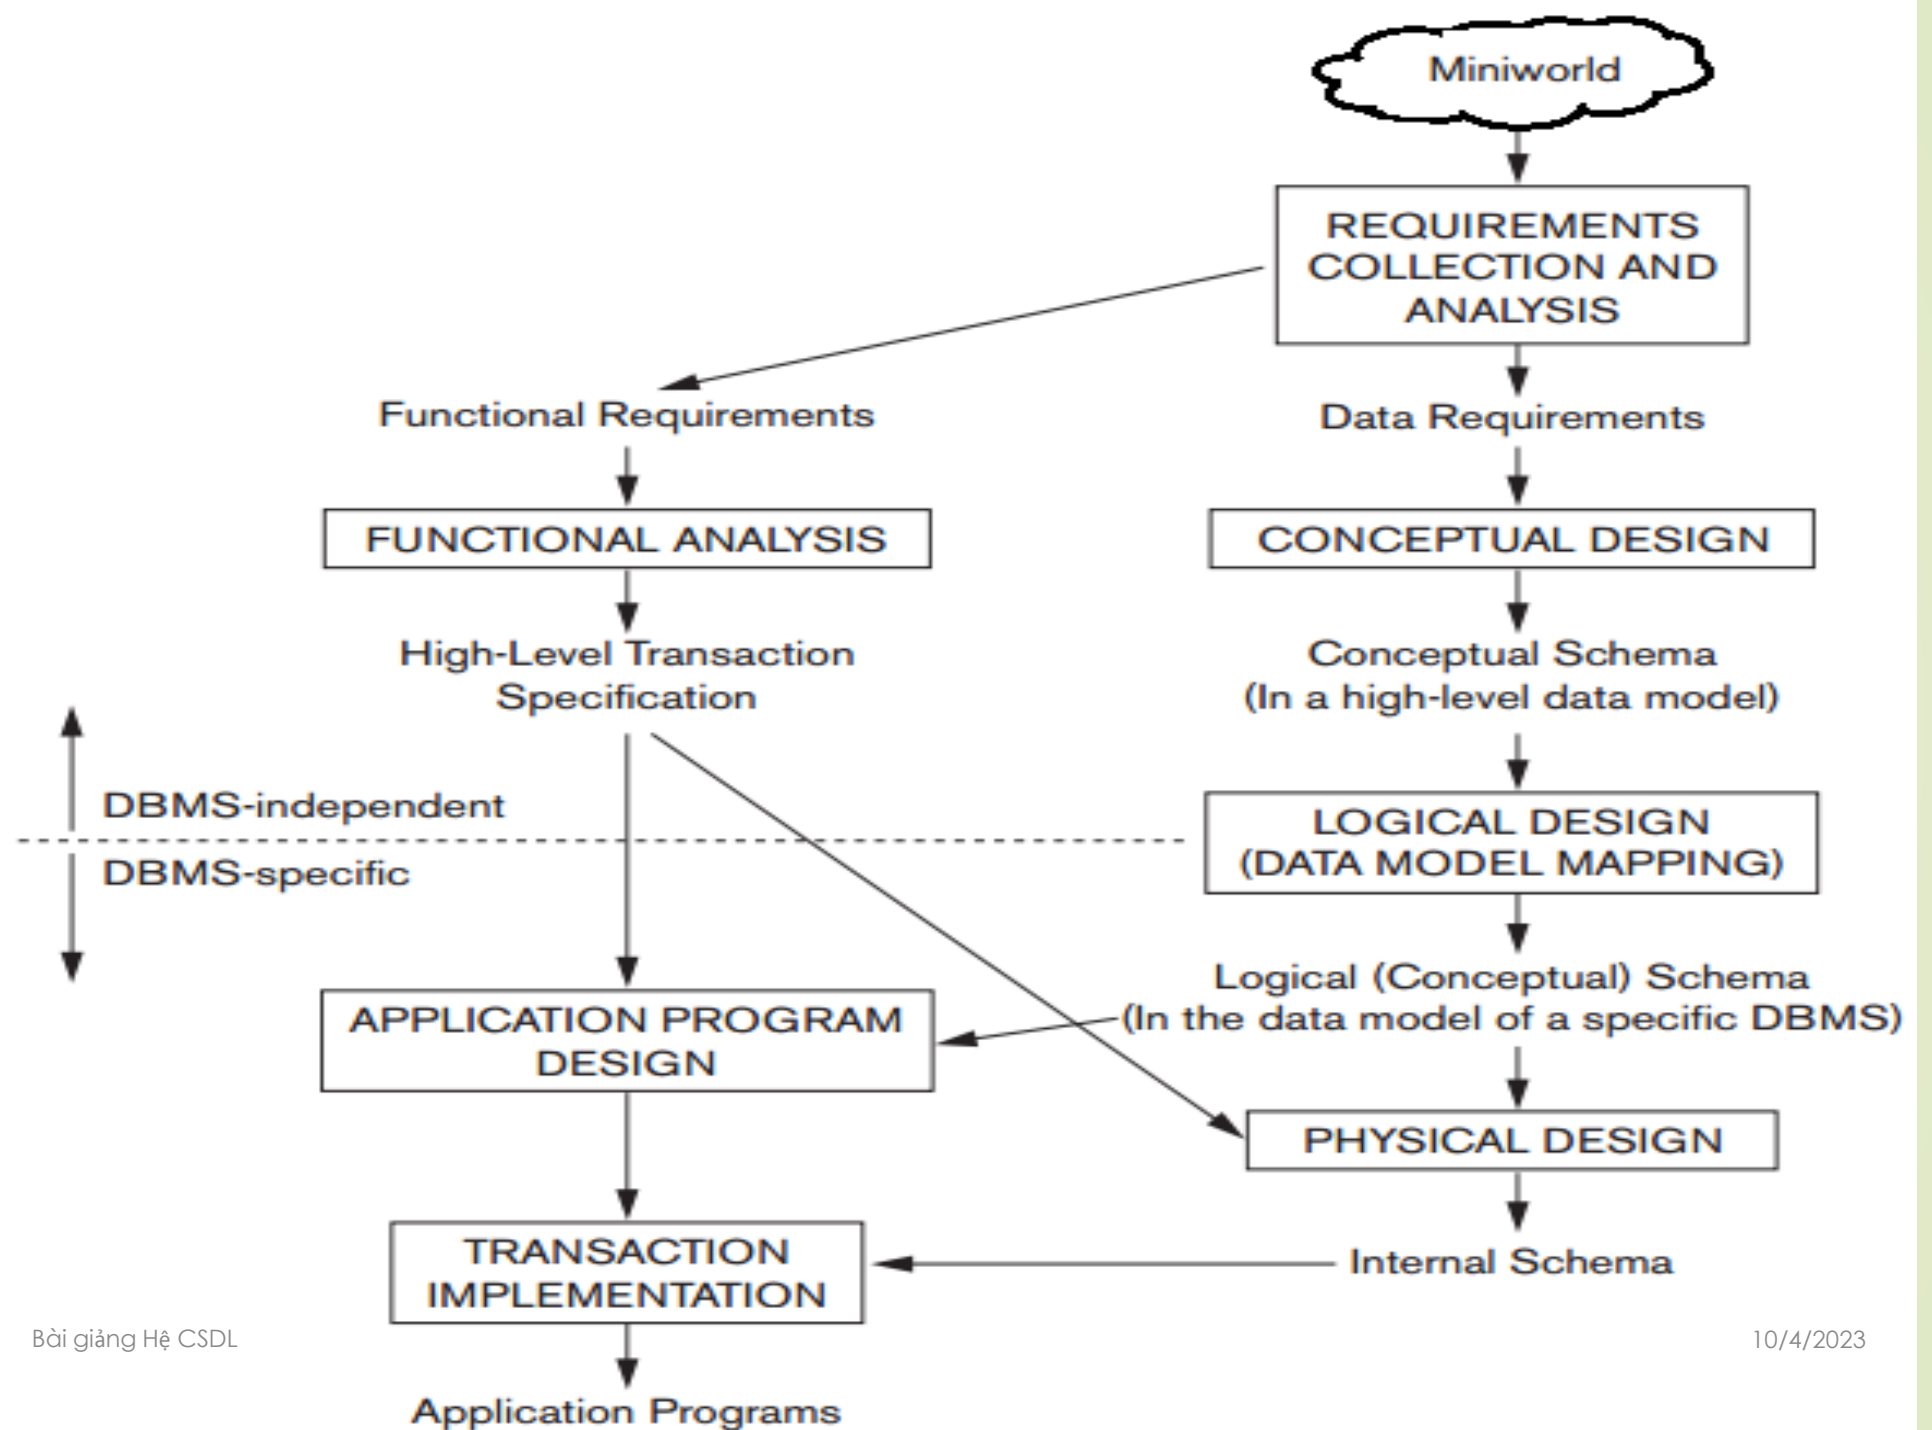 Miniworld
REQUIREMENTS
COLLECTION AND
ANALYSIS
Functional Requirements
Data Requirements
FUNCTIONAL ANALYSIS
CONCEPTUAL DESIGN
High-Level Transaction
Specification
Conceptual Schema
(In a high-level data model)
DBMS-independent
DBMS-specific
LOGICAL DESIGN
(DATA MODEL MAPPING)
Logical (Conceptual) Schema
(In the data model of a specific DBMS)
APPLICATION PROGRAM
DESIGN
PHYSICAL DESIGN
TRANSACTION
IMPLEMENTATION
Internal Schema
Application Programs
Bài giảng Hệ CSDL
10/4/2023